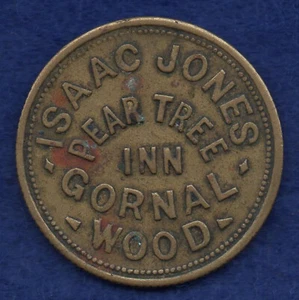 ISAAC JONES
PEAR TREE
INN
GORNAL
WOOD